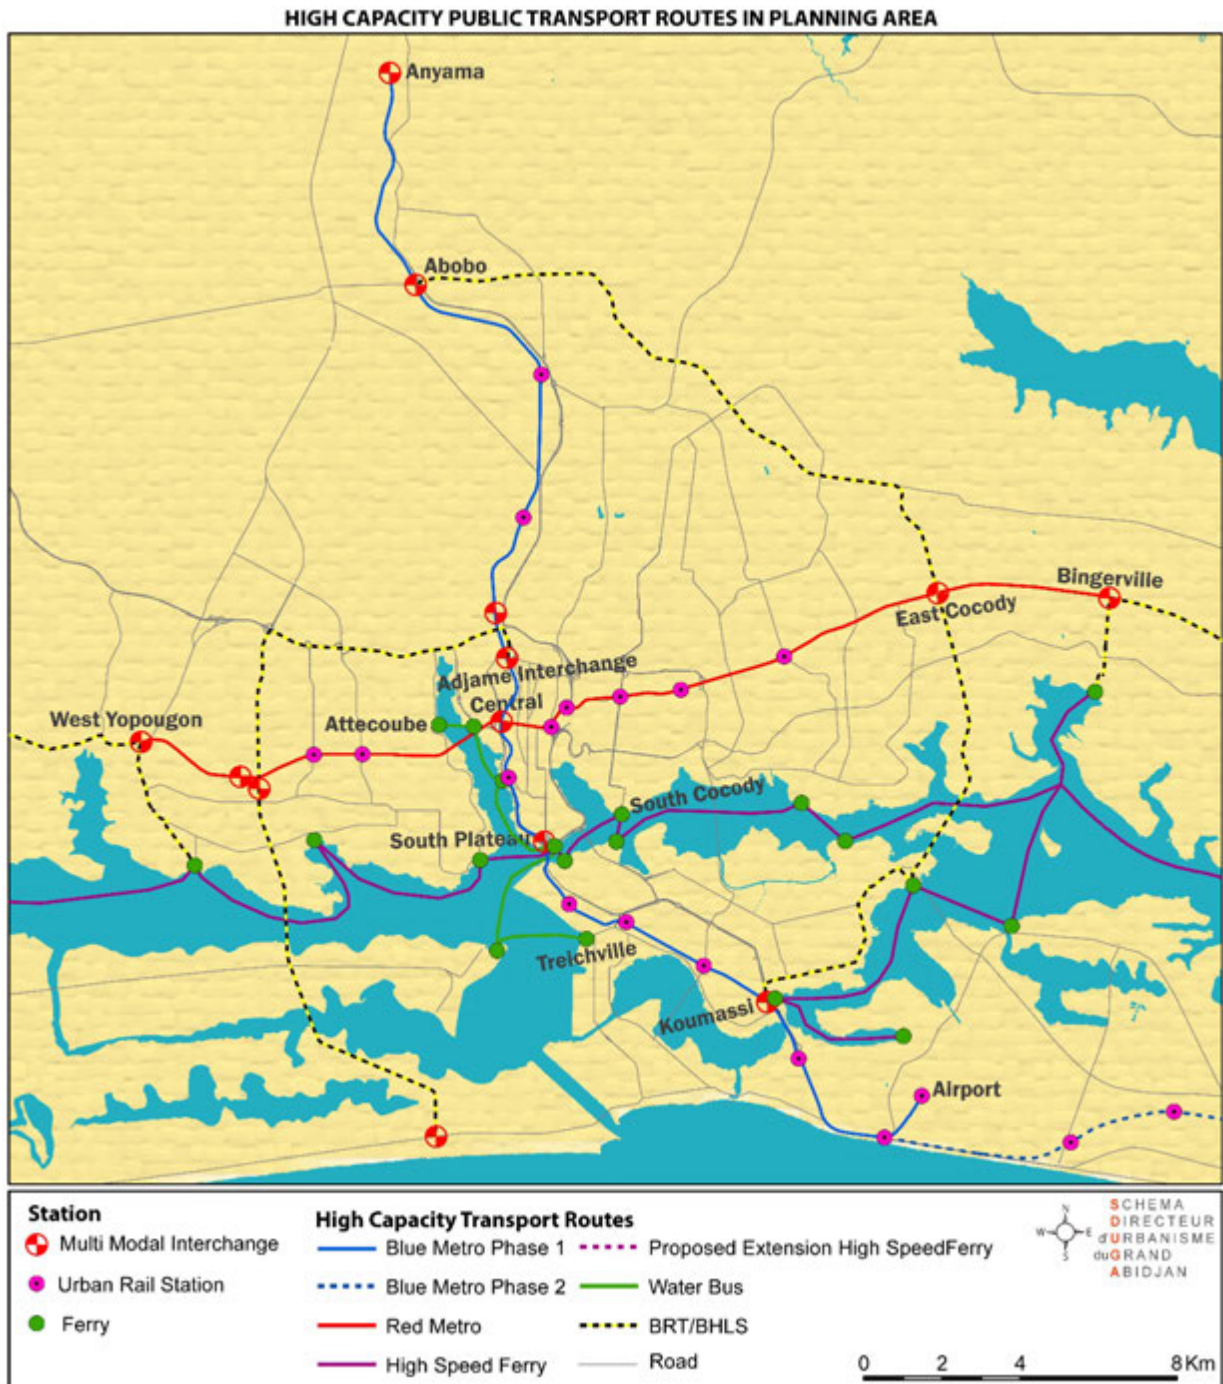 HIGH CAPACITY PUBLIC TRANSPORT ROUTES IN PLANNING AREA
Anyama
Abobo
Bingerville
East Cocody
Adjame Interchange
Central
West Yopougon
Attecoube
South Cocody
South Plateau
Treichville
Koumassi
Airport
Station
Multi Modal Interchange
Urban Rail Station
Ferry
High Capacity Transport Routes
Blue Metro Phase 1
Blue Metro Phase 2
Red Metro
High Speed Ferry
Proposed Extension High SpeedFerry
Water Bus
BRT/BHLS
Road
N
W E
S
SCHEMA
DIRECTEUR
d'URBANISME
duGRAND
ABIDJAN
0 2 4 8 Km